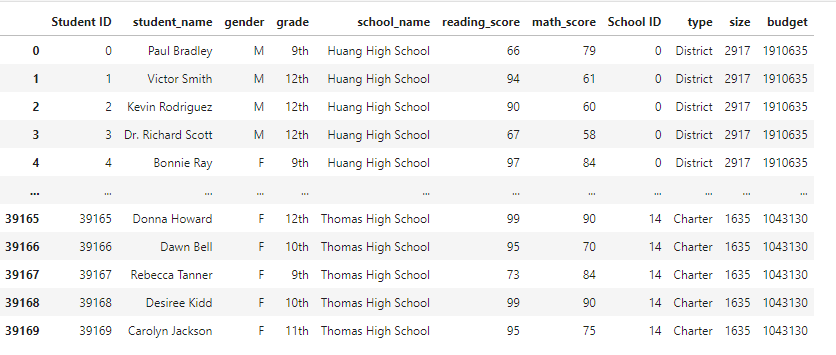 Student ID student_name gender grade school_name reading_score math_score School ID type size budget
0 0 Paul Bradley M 9th Huang High School 66 79 0 District 2917 1910635
1 1 Victor Smith M 12th Huang High School 94 61 0 District 2917 1910635
2 2 Kevin Rodriguez M 12th Huang High School 90 60 0 District 2917 1910635
3 3 Dr. Richard Scott M 12th Huang High School 67 58 0 District 2917 1910635
4 4 Bonnie Ray F 9th Huang High School 97 84 0 District 2917 1910635
... ... ... ... ... ... ... ... ... ... ... ...
39165 39165 Donna Howard F 12th Thomas High School 99 90 14 Charter 1635 1043130
39166 39166 Dawn Bell F 10th Thomas High School 95 70 14 Charter 1635 1043130
39167 39167 Rebecca Tanner F 9th Thomas High School 73 84 14 Charter 1635 1043130
39168 39168 Desiree Kidd F 10th Thomas High School 99 90 14 Charter 1635 1043130
39169 39169 Carolyn Jackson F 11th Thomas High School 95 75 14 Charter 1635 1043130